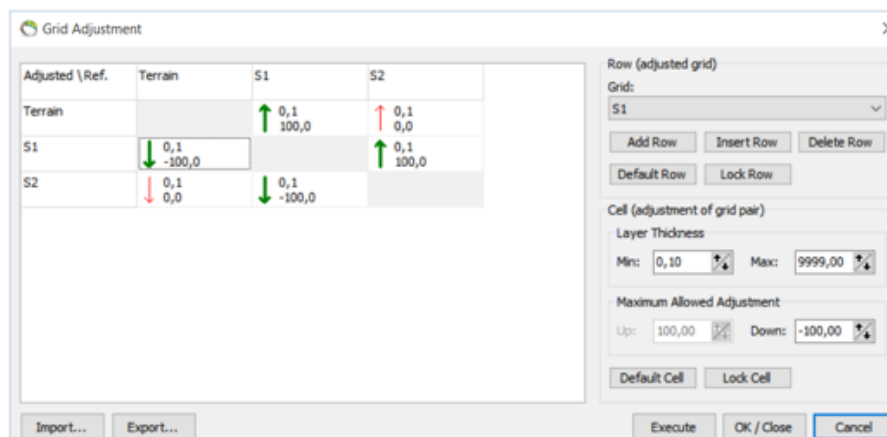 Grid Adjustment
Adjusted \Ref. Terrain S1 S2
Terrain 0,1 0,1
100,0 0,0
S1 0,1 0,1
-100,0 100,0
S2 0,1 0,1
0,0 -100,0
Row (adjusted grid)
Grid:
S1
Add Row Insert Row Delete Row
Default Row Lock Row
Cell (adjustment of grid pair)
Layer Thickness
Min: 0,10 Max: 9999,00
Maximum Allowed Adjustment
Up: 100,00 Down: -100,00
Default Cell Lock Cell
Import... Export... Execute OK / Close Cancel